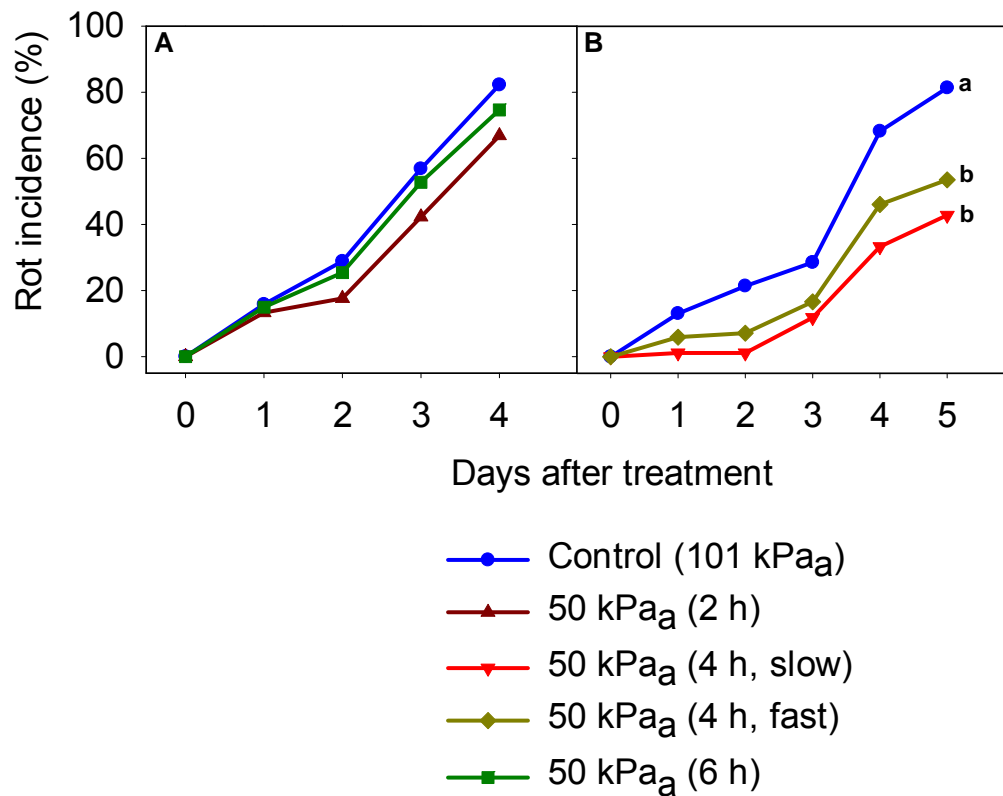 Rot incidence (%)
100
80
60
40
20
0
A
B
a
b
b
0 1 2 3 4 0 1 2 3 4 5
Days after treatment
Control (101 kPaa)
50 kPaa (2 h)
50 kPaa (4 h, slow)
50 kPaa (4 h, fast)
50 kPaa (6 h)